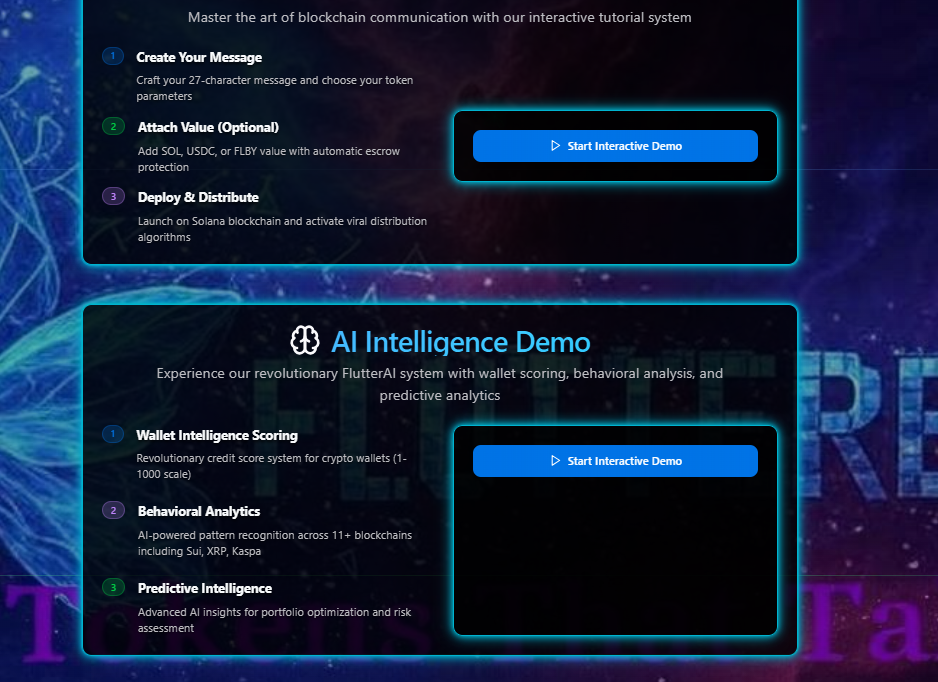 Master the art of blockchain communication with our interactive tutorial system
1 Create Your Message
Craft your 27-character message and choose your token
parameters
2 Attach Value (Optional)
Add SOL, USDC, or FLBY value with automatic escrow
protection
Start Interactive Demo
3 Deploy & Distribute
Launch on Solana blockchain and activate viral distribution
algorithms
AI Intelligence Demo
Experience our revolutionary FlutterAI system with wallet scoring, behavioral analysis, and
predictive analytics
1 Wallet Intelligence Scoring
Revolutionary credit score system for crypto wallets (1-
1000 scale)
Start Interactive Demo
2 Behavioral Analytics
AI-powered pattern recognition across 11+ blockchains
including Sui, XRP, Kaspa
3 Predictive Intelligence
Advanced AI insights for portfolio optimization and risk
assessment
Tokens